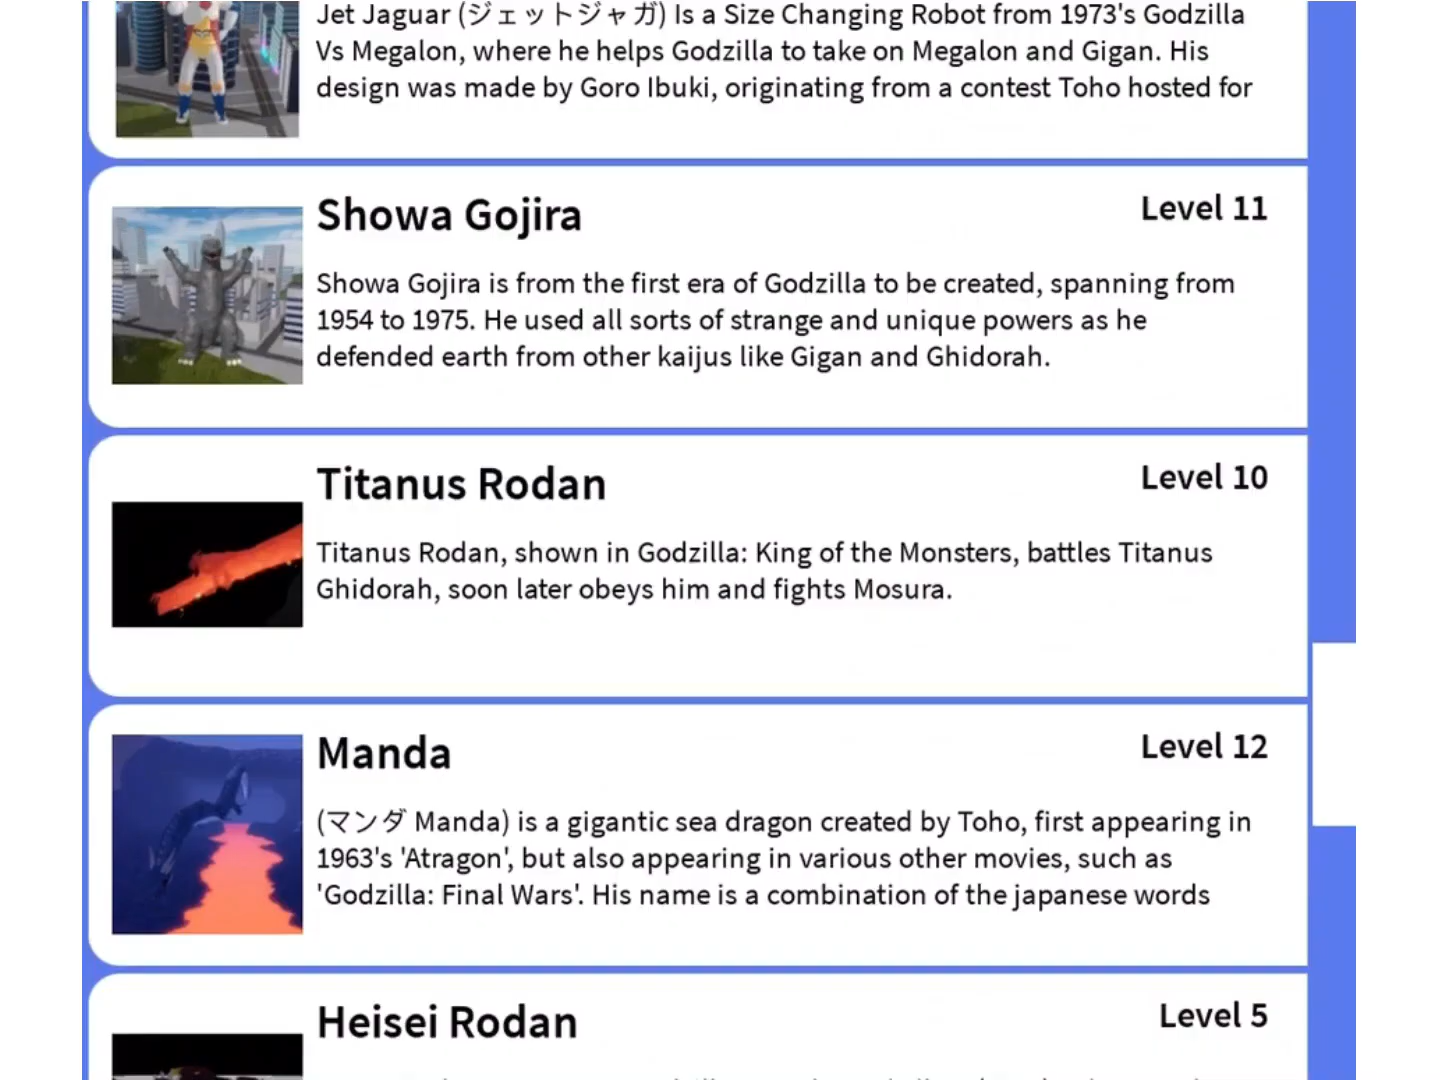 Jet Jaguar (ジェットジャガ) Is a Size Changing Robot from 1973's Godzilla
Vs Megalon, where he helps Godzilla to take on Megalon and Gigan. His
design was made by Goro Ibuki, originating from a contest Toho hosted for
Showa Gojira
Level 11
Showa Gojira is from the first era of Godzilla to be created, spanning from
1954 to 1975. He used all sorts of strange and unique powers as he
defended earth from other kaijus like Gigan and Ghidorah.
Titanus Rodan
Level 10
Titanus Rodan, shown in Godzilla: King of the Monsters, battles Titanus
Ghidorah, soon later obeys him and fights Mosura.
Manda
Level 12
(マンダ Manda) is a gigantic sea dragon created by Toho, first appearing in
1963's 'Atragon', but also appearing in various other movies, such as
'Godzilla: Final Wars'. His name is a combination of the japanese words
Heisei Rodan
Level 5